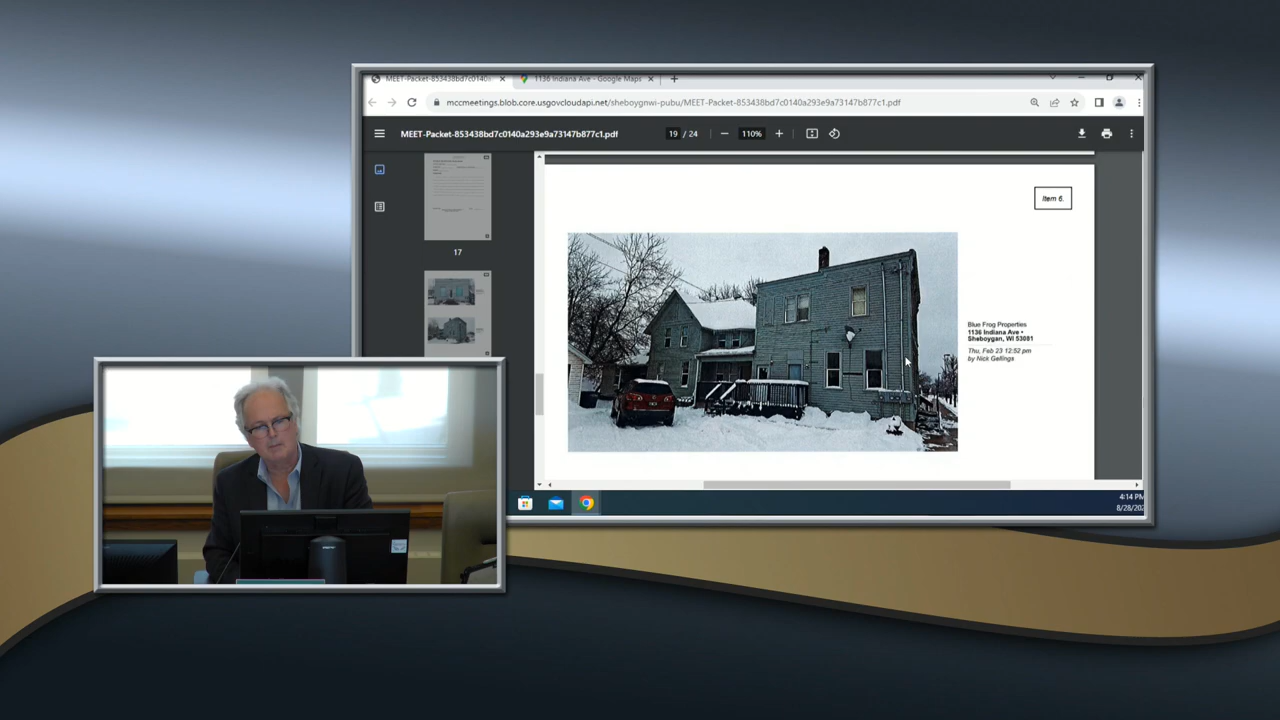 MEET-Packet-853438bd7c0140a
1136 Indiana Ave - Google Maps
mccmeetings.blob.core.usgovcloudapi.net/sheboygnwi-pubu/MEET-Packet-853438bd7c0140a293e9a73147b877c1.pdf
MEET-Packet-853438bd7c0140a293e9a73147b877c1.pdf
19 / 24
110%
Item 6.
17
Blue Frog Properties
1136 Indiana Ave •
Sheboygan, WI 53081
Thu, Feb 23 12:52 pm
by Nick Gellings
4:14 PM
8/28/202